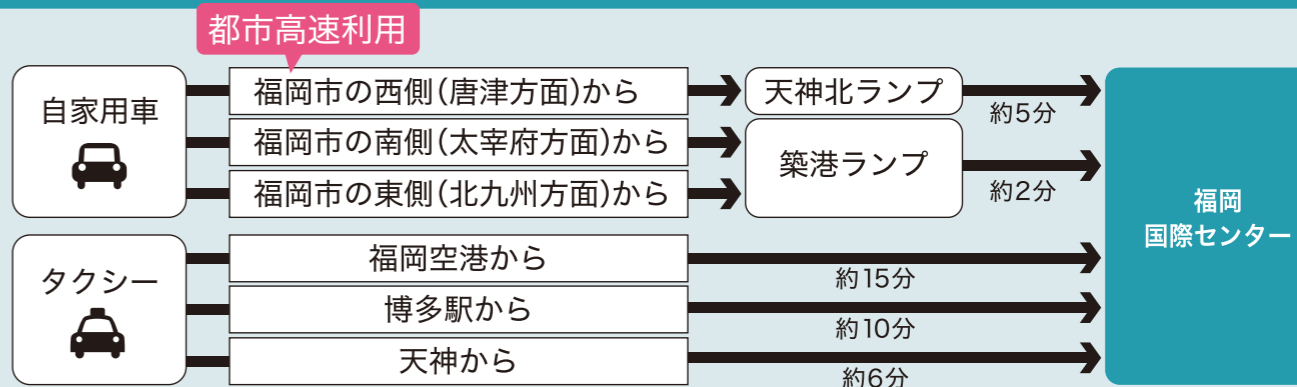 都市高速利用
自家用車
福岡市の西側(唐津方面)から
天神北ランプ
約5分
福岡市の南側(太宰府方面)から
福岡市の東側(北九州方面)から
築港ランプ
約2分
タクシー
福岡空港から
約15分
博多駅から
約10分
天神から
約6分
福岡
国際センター